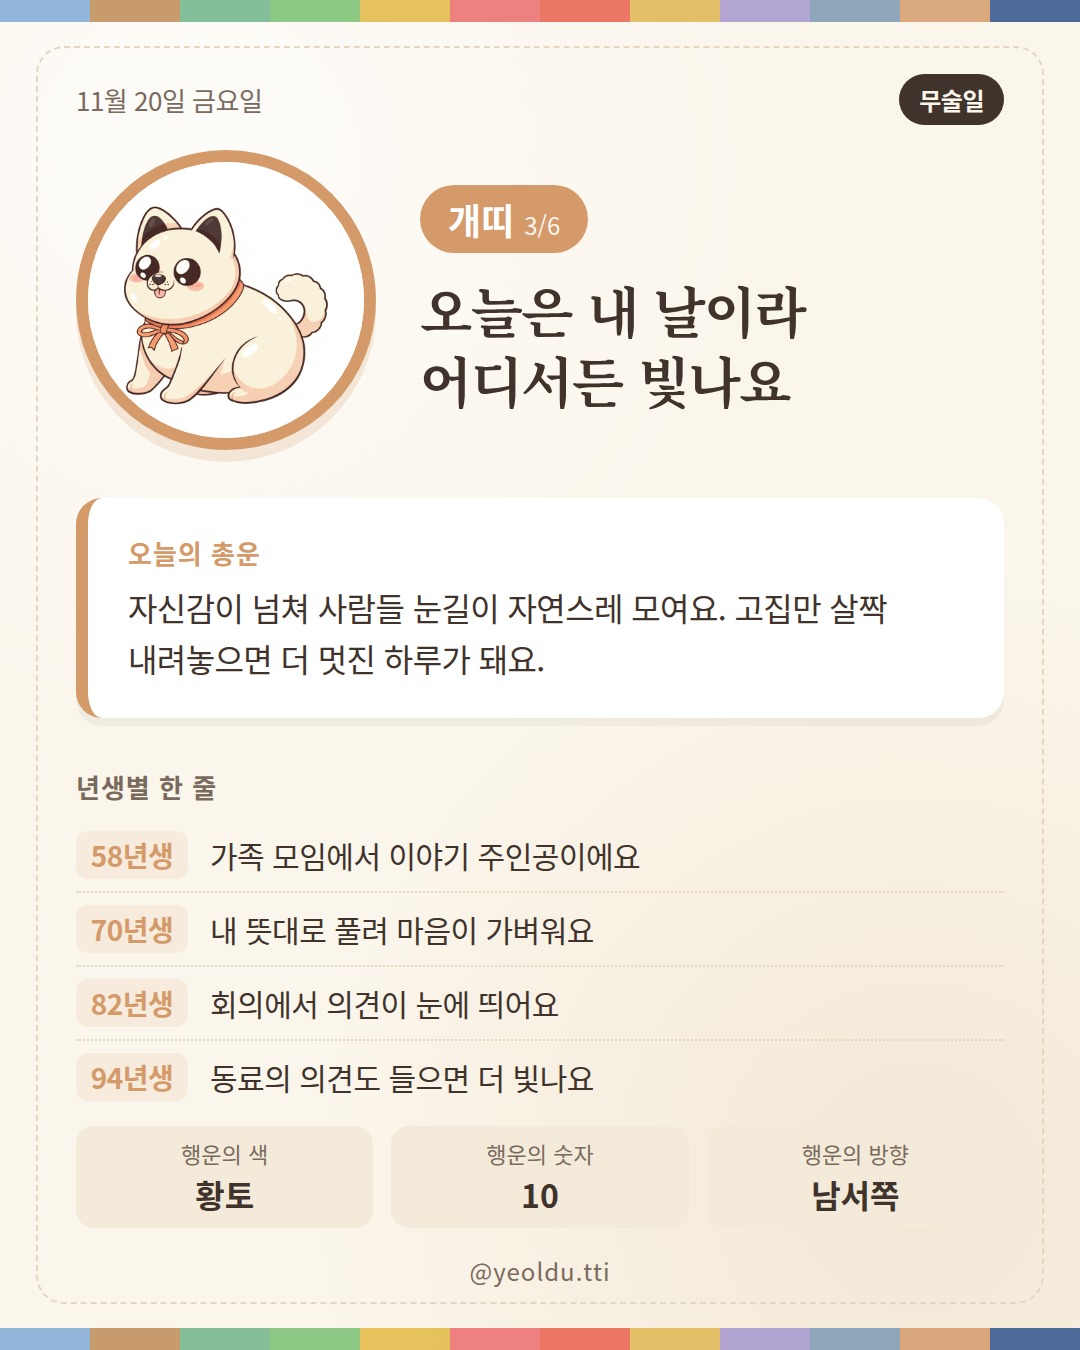 11월 20일 금요일
무술일
개띠 3/6
오늘은 내 날이라
어디서든 빛나요
오늘의 총운
자신감이 넘쳐 사람들 눈길이 자연스레 모여요. 고집만 살짝
내려놓으면 더 멋진 하루가 돼요.
년생별 한 줄
58년생 가족 모임에서 이야기 주인공이에요
70년생 내 뜻대로 풀려 마음이 가벼워요
82년생 회의에서 의견이 눈에 띄어요
94년생 동료의 의견도 들으면 더 빛나요
행운의 색
황토
행운의 숫자
10
행운의 방향
남서쪽
@yeoldu.tti